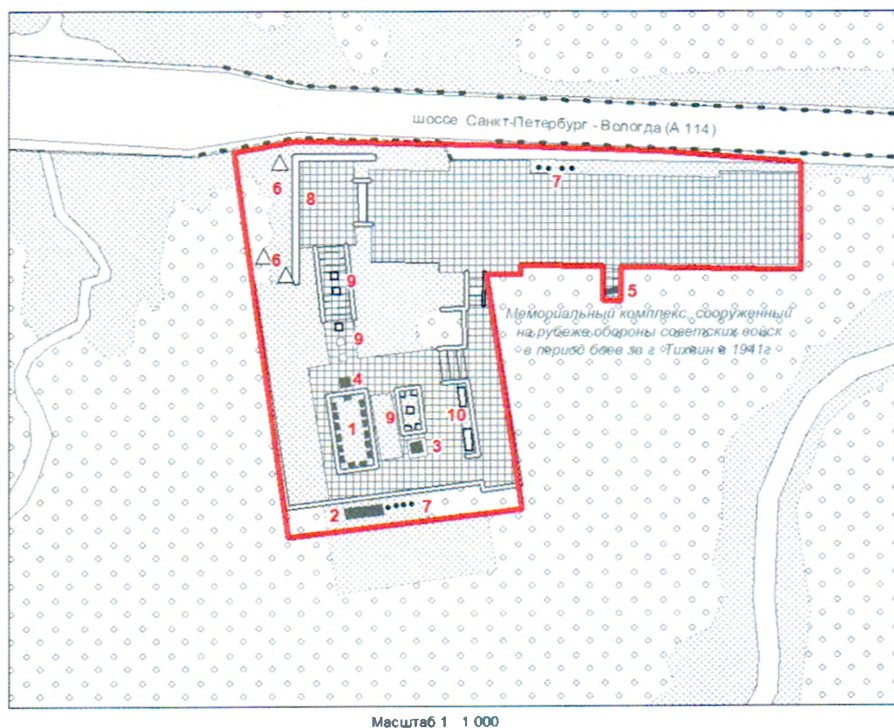 шоссе Санкт-Петербург - Вологда (А 114)
6
8
7
6
9
5
Мемориальный комплекс, сооруженный
на рубеже обороны советских войск
в период боев за г. Тихвин в 1941г.
9
4
1
9
10
3
2
7
Масштаб 1 1 000